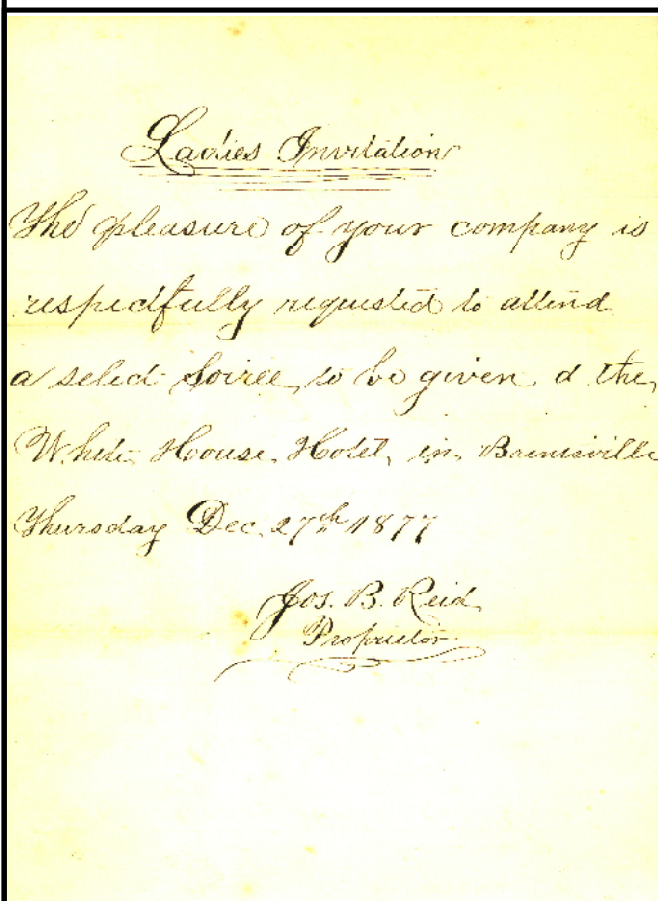 Ladies Invitation
The pleasure of your company is
respectfully requested to attend
a select Soiree, to be given, at the,
White House, Hotel, in, Brentsville
Thursday Dec. 27th 1877
Jos. B. Reid
Proprietor